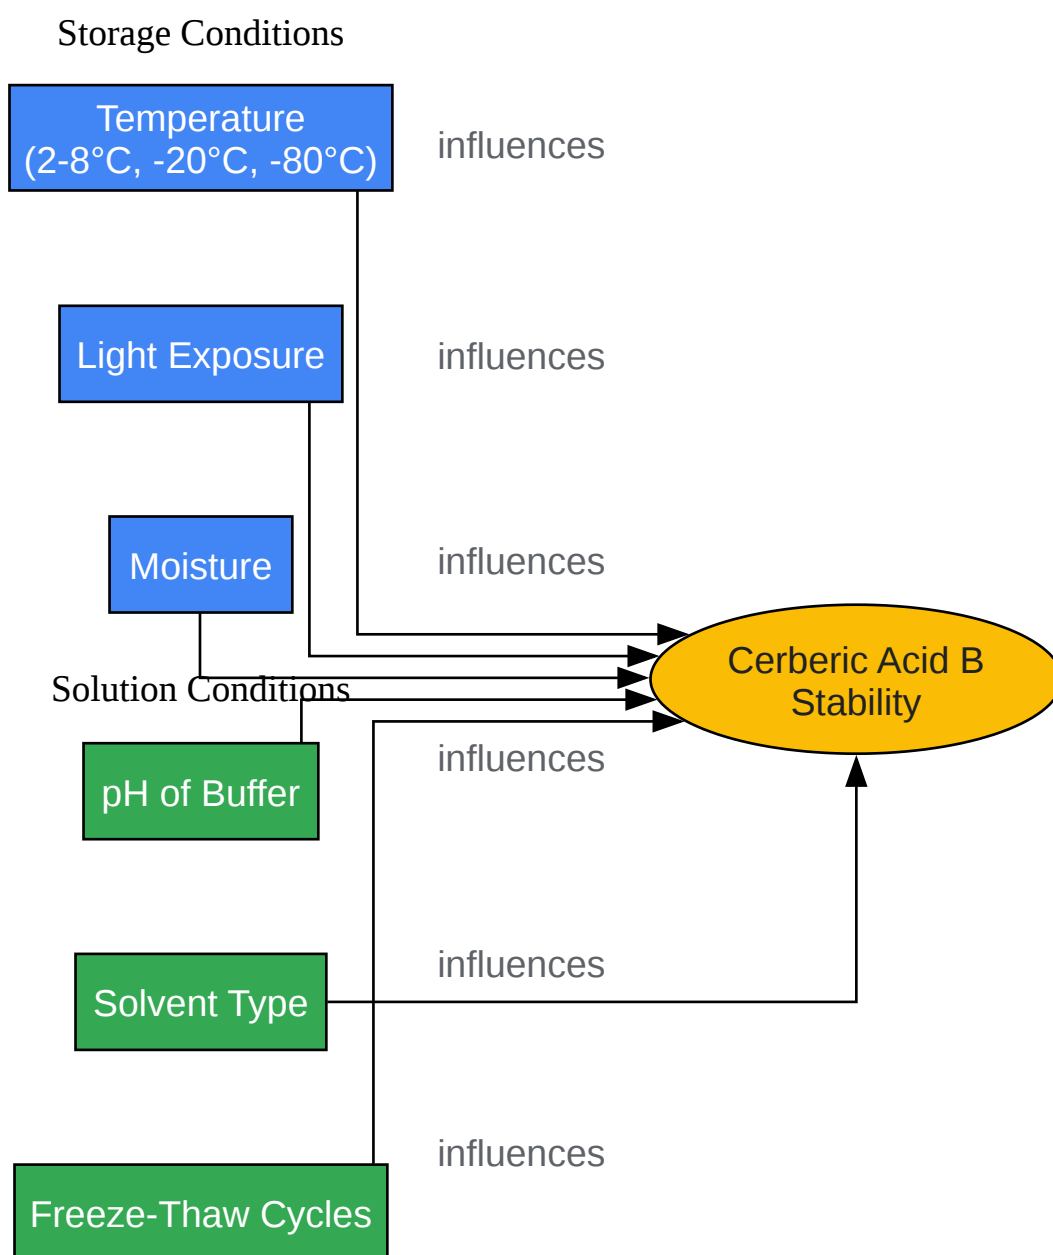 Storage Conditions
Temperature
(2-8°C, -20°C, -80°C)
influences
Light Exposure
influences
Moisture
influences
Cerberic Acid B
Stability
Solution Conditions
pH of Buffer
influences
Solvent Type
influences
Freeze-Thaw Cycles
influences